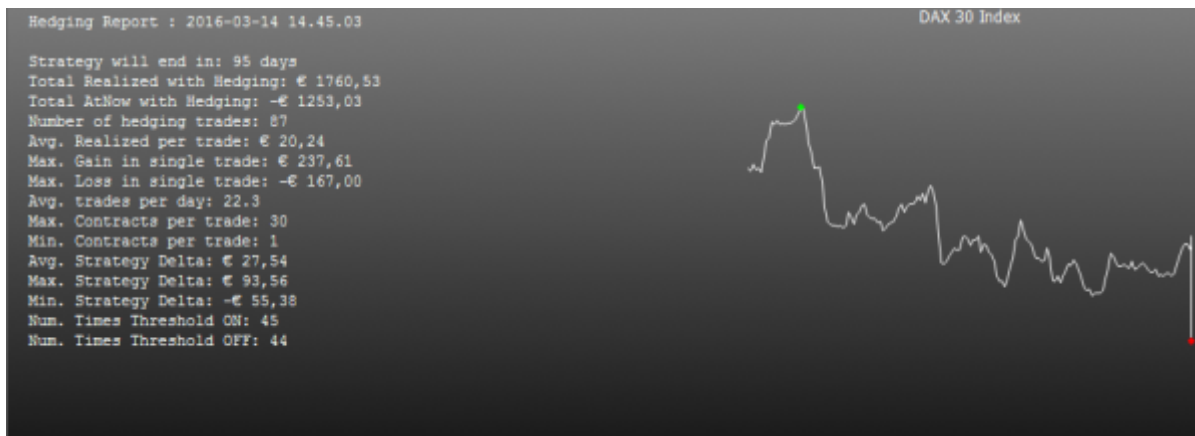 Hedging Report : 2016-03-14 14.45.03
DAX 30 Index
Strategy will end in: 95 days
Total Realized with Hedging: € 1760,53
Total AtNow with Hedging: -€ 1253,03
Number of hedging trades: 87
Avg. Realized per trade: € 20,24
Max. Gain in single trade: € 237,61
Max. Loss in single trade: -€ 167,00
Avg. trades per day: 22.3
Max. Contracts per trade: 30
Min. Contracts per trade: 1
Avg. Strategy Delta: € 27,54
Max. Strategy Delta: € 93,56
Min. Strategy Delta: -€ 55,38
Num. Times Threshold ON: 45
Num. Times Threshold OFF: 44